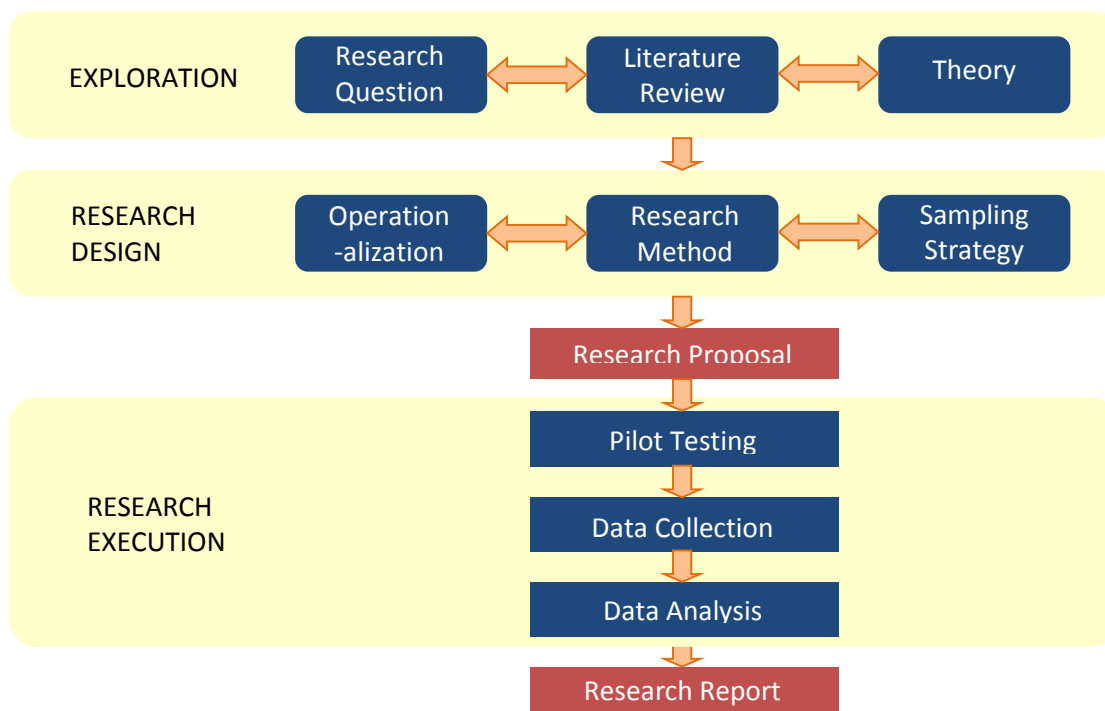 EXPLORATION
Research
Question
Literature
Review
Theory
RESEARCH
DESIGN
Operation
-alization
Research
Method
Sampling
Strategy
Research Proposal
RESEARCH
EXECUTION
Pilot Testing
Data Collection
Data Analysis
Research Report